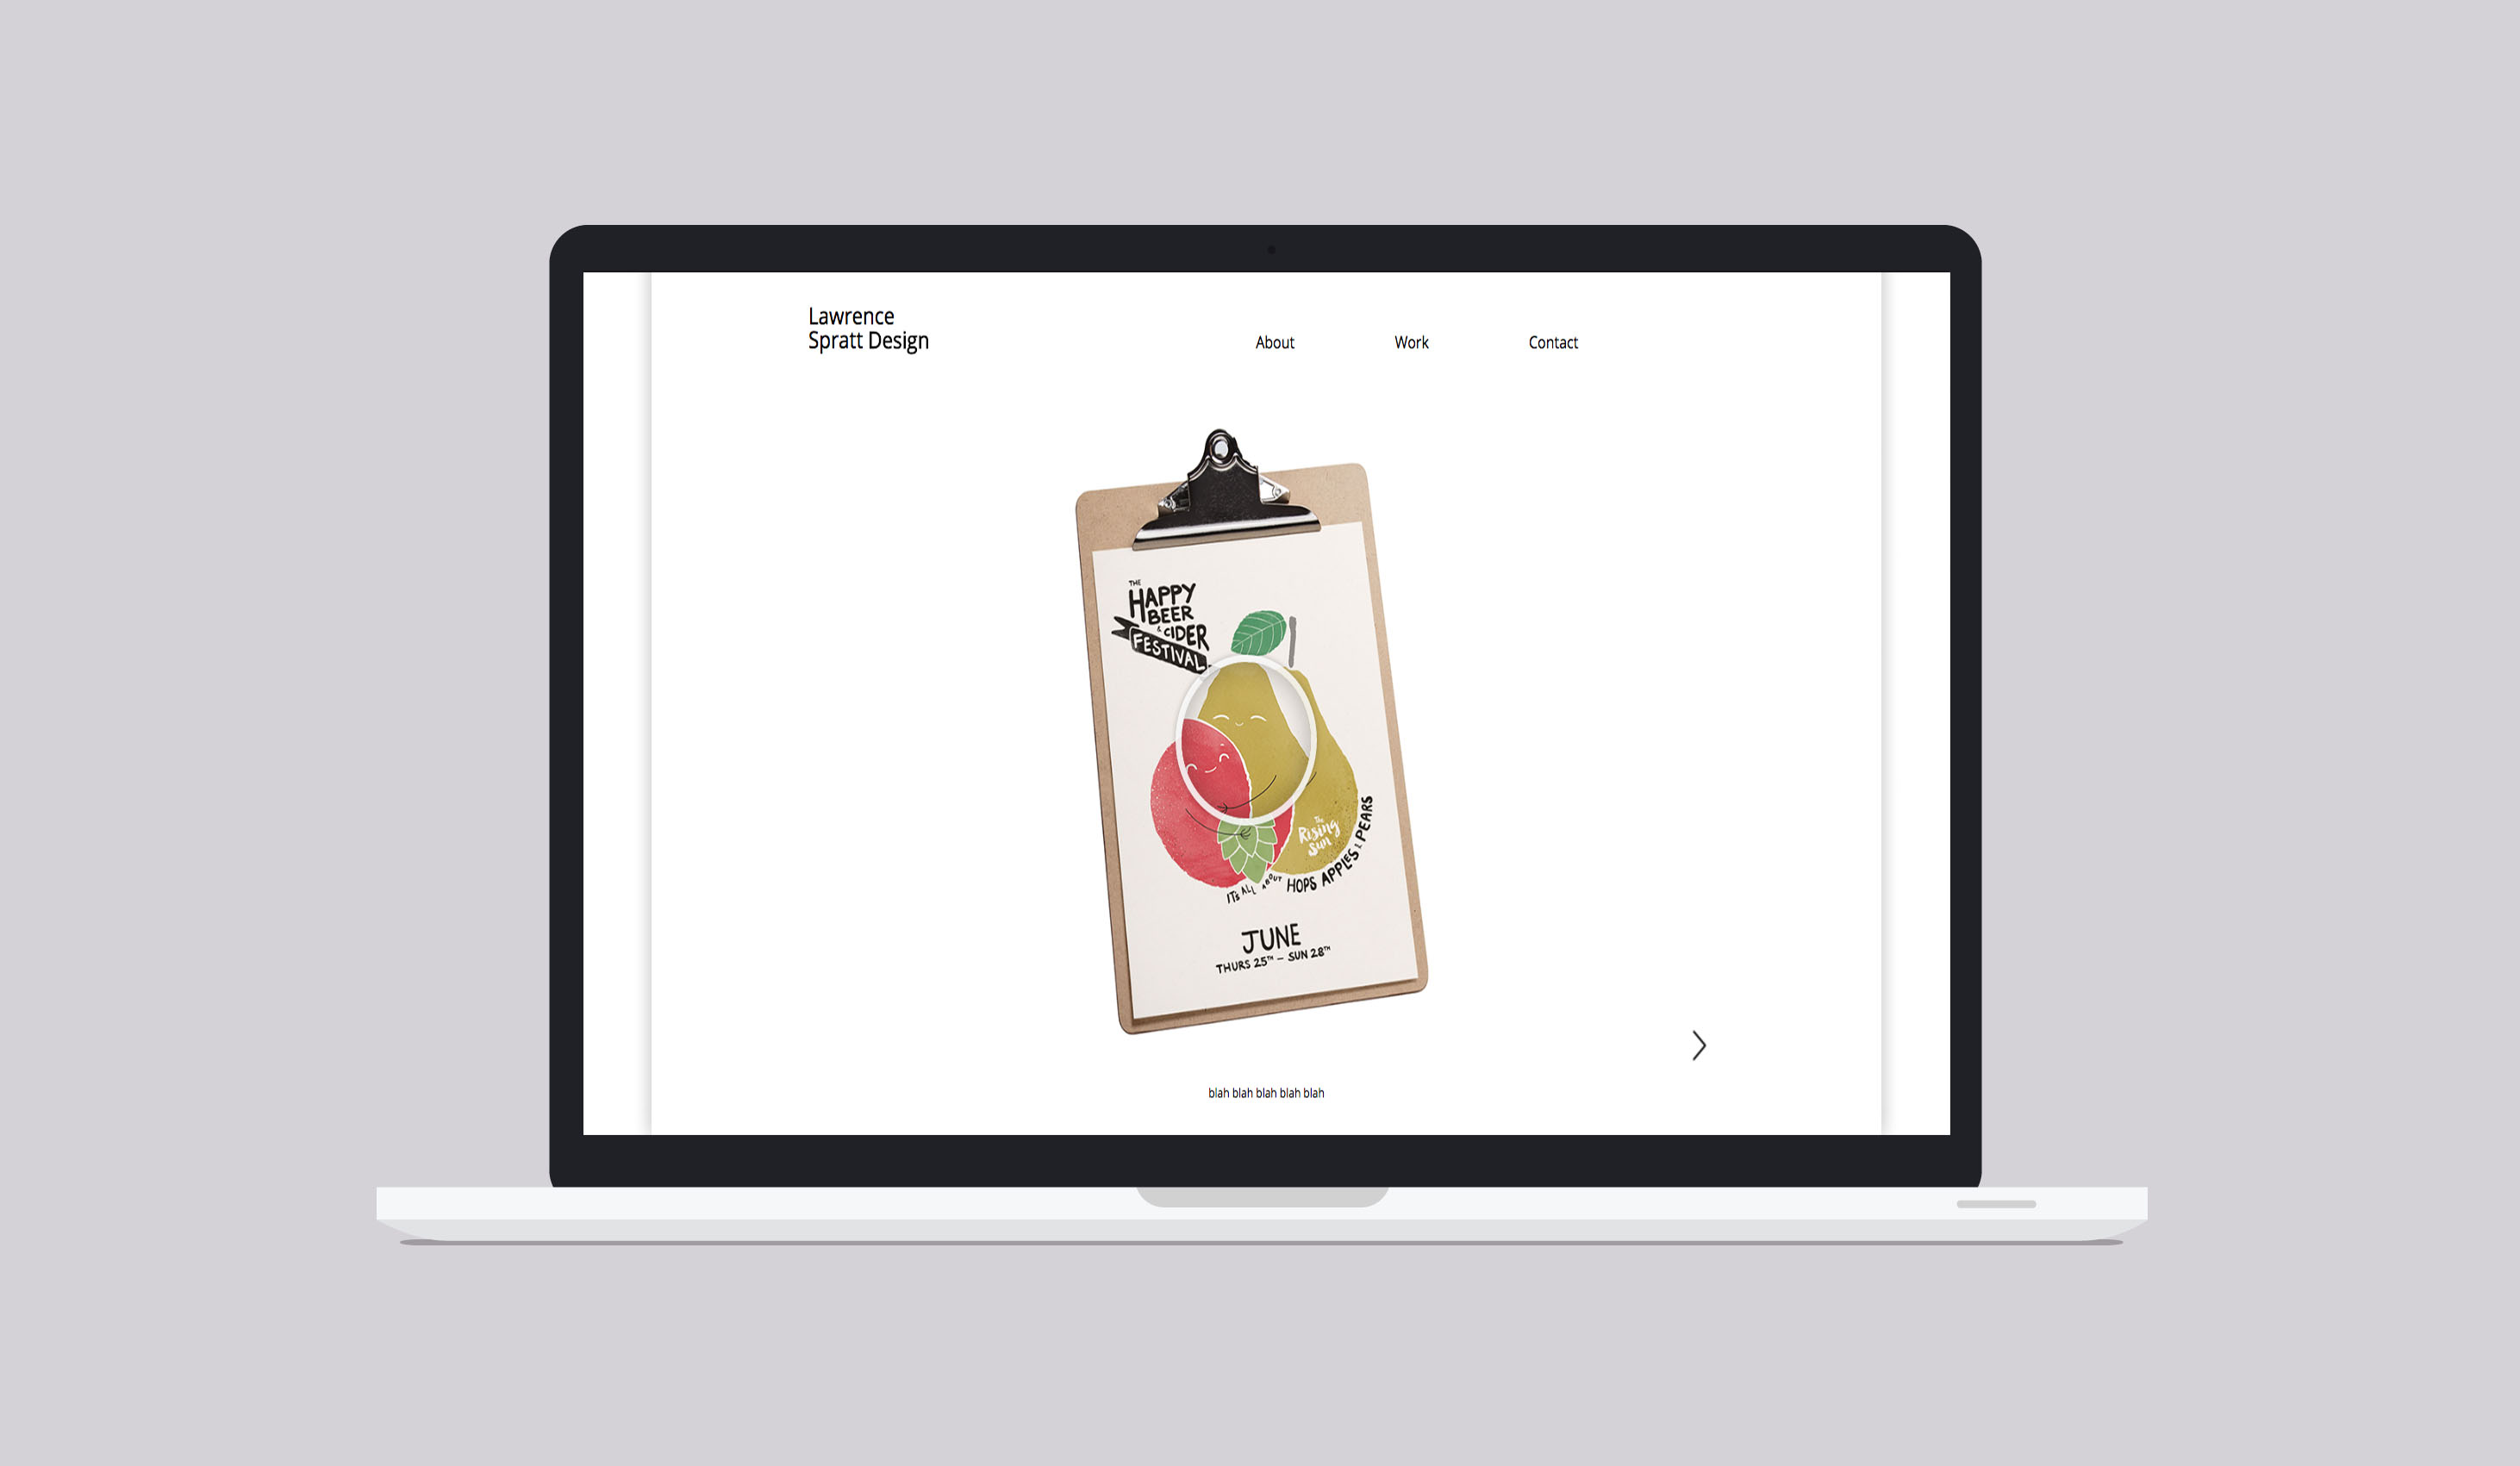 Lawrence
Spratt Design
About Work Contact
THE
HAPPY
BEER
& CIDER
FESTIVAL
The
Rising
Sun
IT'S ALL ABOUT HOPS APPLES & PEARS
JUNE
THURS 25TH – SUN 28TH
blah blah blah blah blah